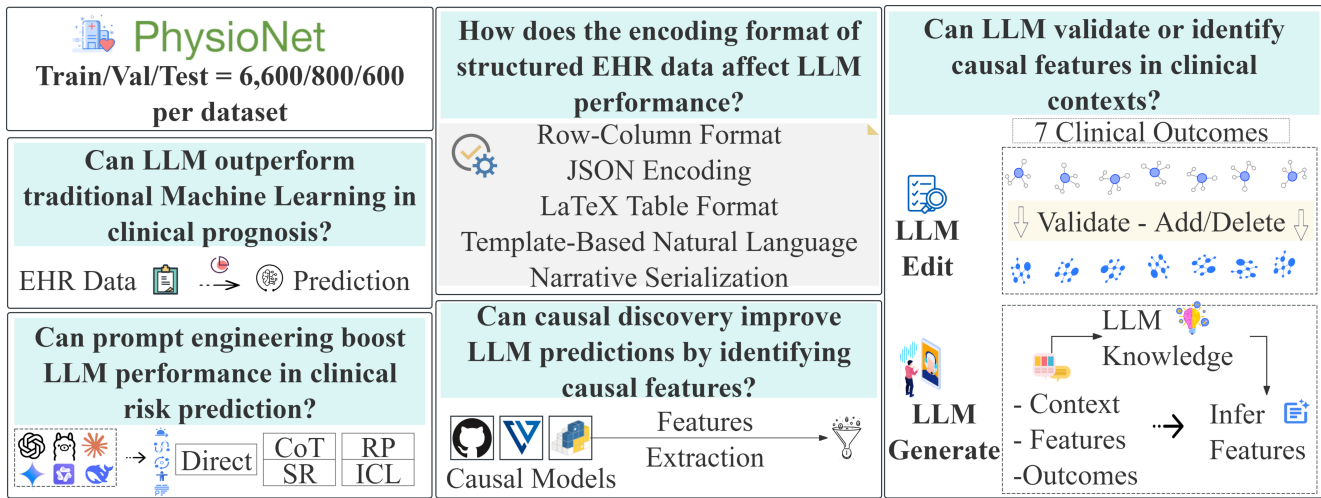 PhysioNet
Train/Val/Test = 6,600/800/600
per dataset
Can LLM outperform
traditional Machine Learning in
clinical prognosis?
EHR Data
Prediction
Can prompt engineering boost
LLM performance in clinical
risk prediction?
Direct
CoT
RP
SR
ICL
How does the encoding format of
structured EHR data affect LLM
performance?
Row-Column Format
JSON Encoding
LaTeX Table Format
Template-Based Natural Language
Narrative Serialization
Can causal discovery improve
LLM predictions by identifying
causal features?
Features
Extraction
Causal Models
Can LLM validate or identify
causal features in clinical
contexts?
7 Clinical Outcomes
LLM
Edit
Validate - Add/Delete
LLM
Generate
LLM
Knowledge
- Context
- Features
-Outcomes
Infer
Features